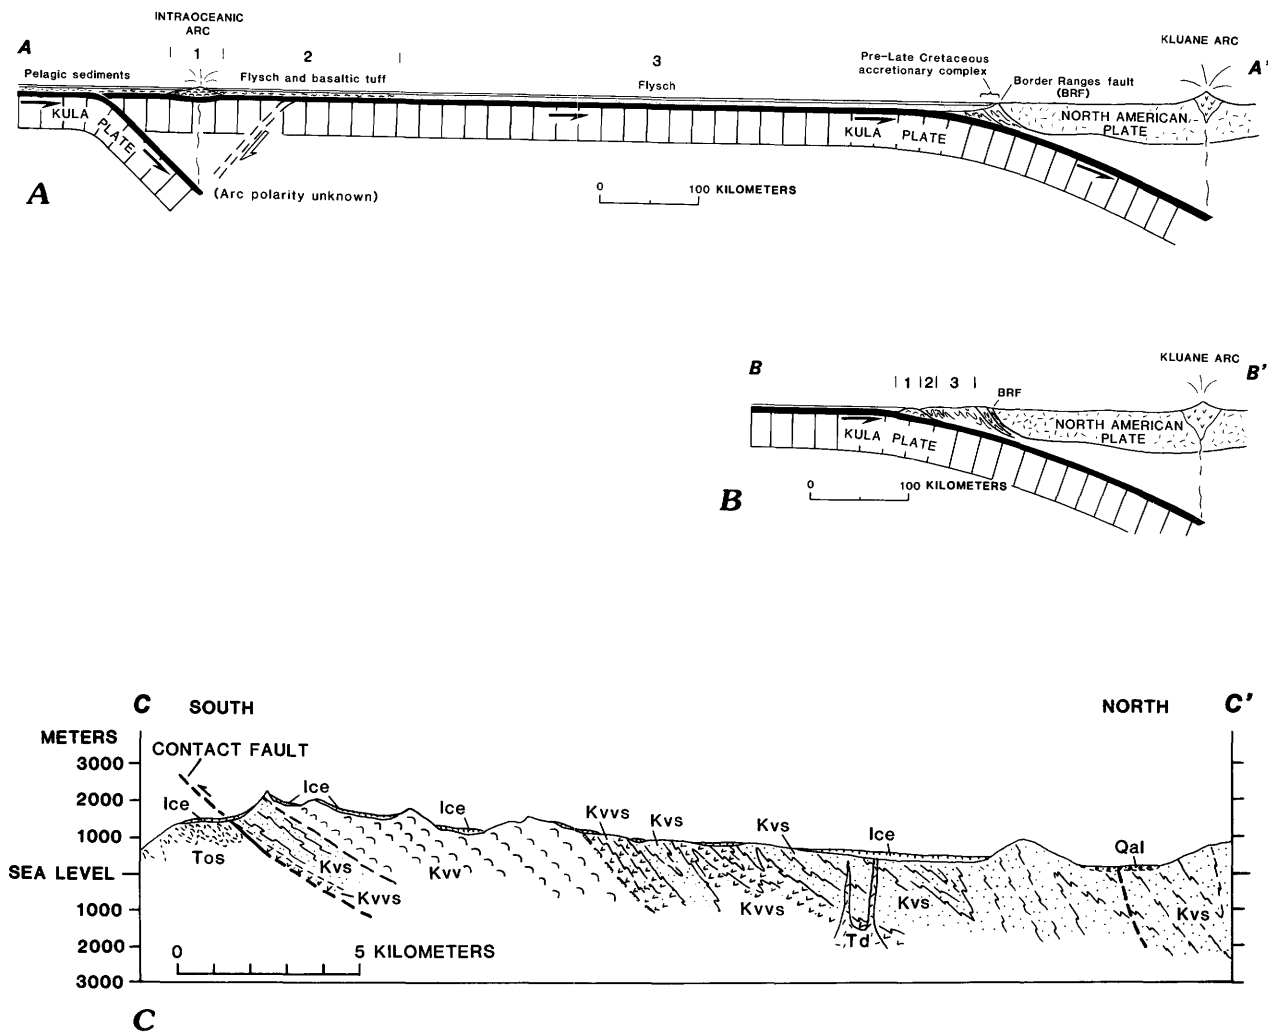 INTRAOCEANIC
ARC
A
1
2
3
KLUANE ARC
A'
Pelagic sediments
Flysch and basaltic tuff
Flysch
Pre-Late Cretaceous
accretionary complex
Border Ranges fault
(BRF)
KULA
PLATE
KULA PLATE
NORTH AMERICAN
PLATE
(Arc polarity unknown)
0 100 KILOMETERS
A
B
1 2 3
BRF
KLUANE ARC
B'
KULA PLATE
NORTH AMERICAN
PLATE
0 100 KILOMETERS
B
C SOUTH
NORTH C'
METERS
CONTACT FAULT
3000
2000
1000
SEA LEVEL
1000
2000
3000
Ice
Ice
Ice
Kvvs
Kvs
Kvs
Ice
Qal
Tos
Kvs
Kvv
Kvvs
Kvvs
Kvs
Kvs
Td
0 5 KILOMETERS
C